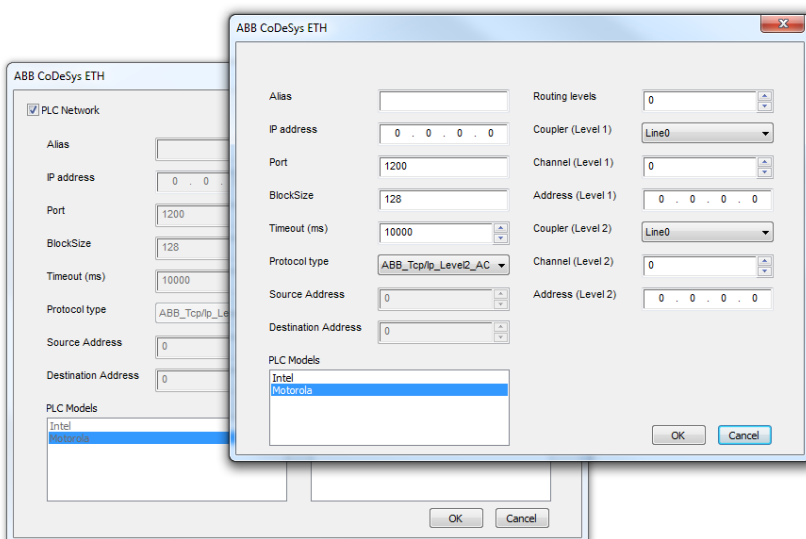 ABB CoDeSys ETH
Alias
IP address 0 . 0 . 0 . 0
Port 1200
BlockSize 128
Timeout (ms) 10000
Protocol type ABB_Tcp/Ip_Level2_AC
Source Address 0
Destination Address 0
PLC Models
Intel
Motorola
Routing levels 0
Coupler (Level 1) Line0
Channel (Level 1) 0
Address (Level 1) 0 . 0 . 0 . 0
Coupler (Level 2) Line0
Channel (Level 2) 0
Address (Level 2) 0 . 0 . 0 . 0
OK Cancel
ABB CoDeSys ETH
PLC Network
Alias
IP address 0 . 0 .
Port 1200
BlockSize 128
Timeout (ms) 10000
Protocol type ABB_Tcp/Ip_Le
Source Address 0
Destination Address 0
PLC Models
Intel
Motorola
OK Cancel